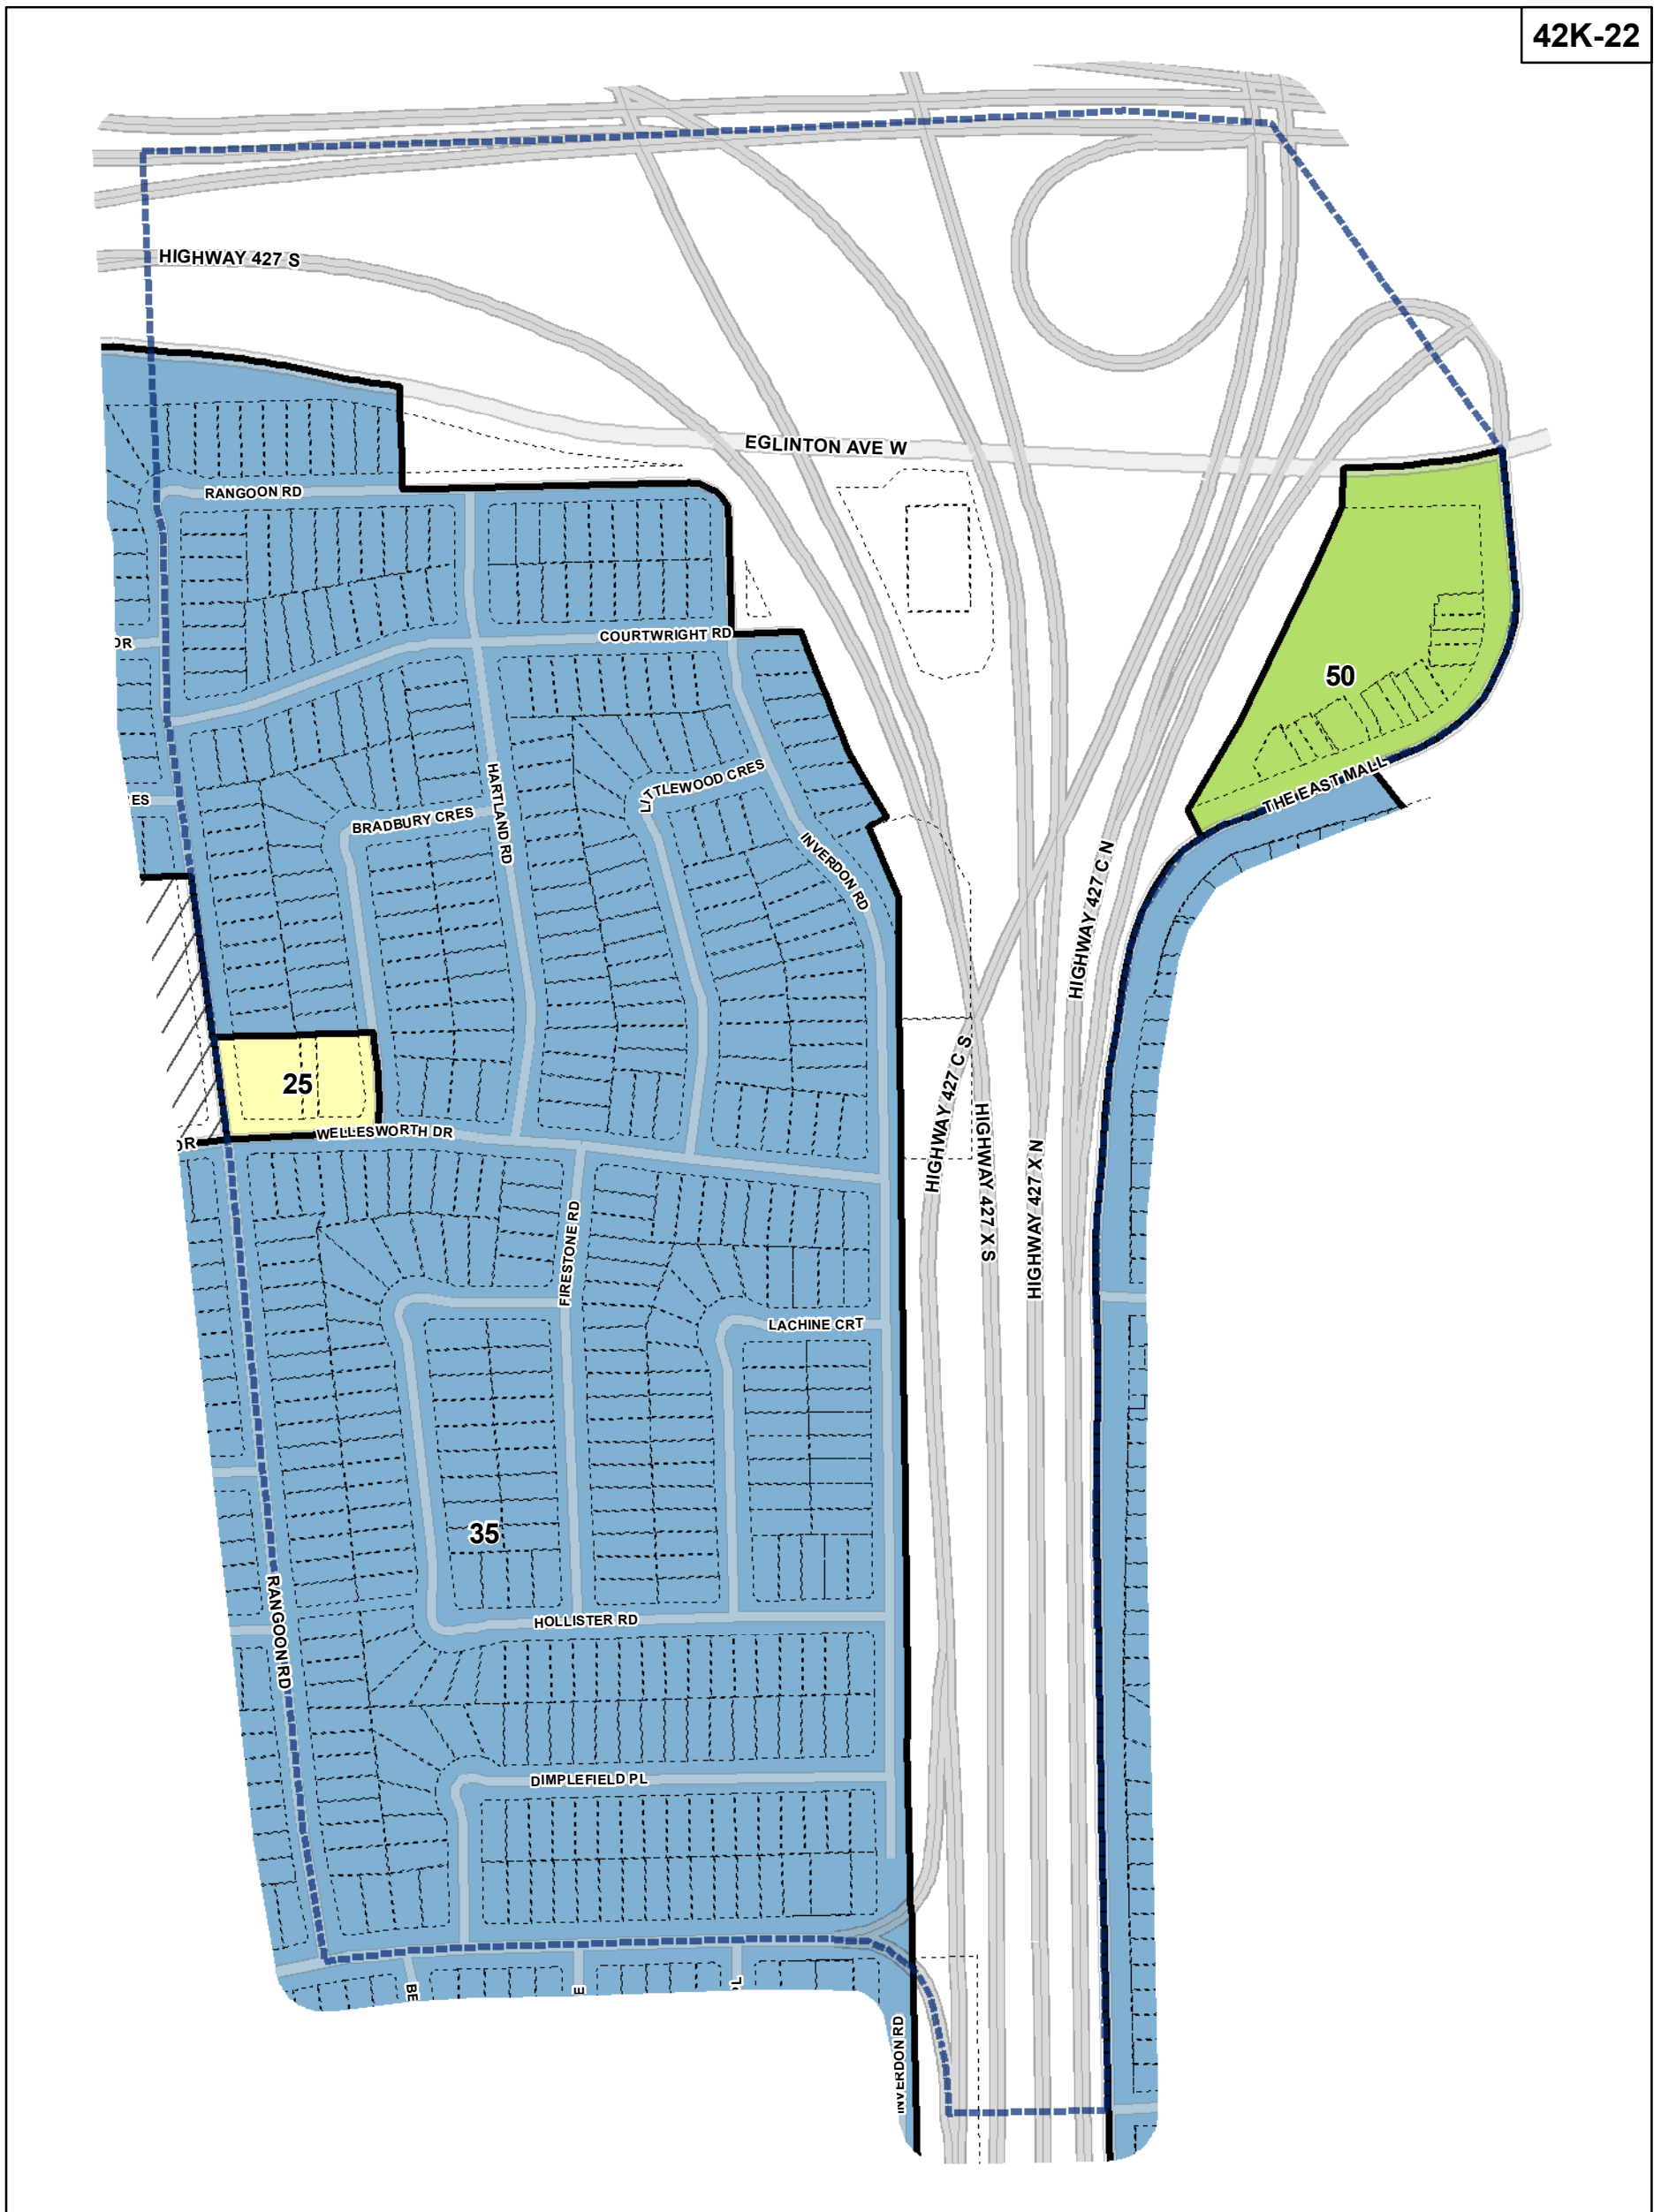 42K-22
HIGHWAY 427 S
EGLINTON AVE W
RANGOON RD
COURTWRIGHT RD
DR
50
HARTLAND RD
LITTLEWOOD CRES
THE EAST MALL
ES
BRADBURY CRES
INVERDON RD
HIGHWAY 427 C N
25
HIGHWAY 427 C S
WELLESWORTH DR
DR
HIGHWAY 427 X S
HIGHWAY 427 X N
FIRESTONE RD
LACHINE CRT
35
RANGOON RD
HOLLISTER RD
DIMPLEFIELD PL
BE
E
PL
INVERDON RD